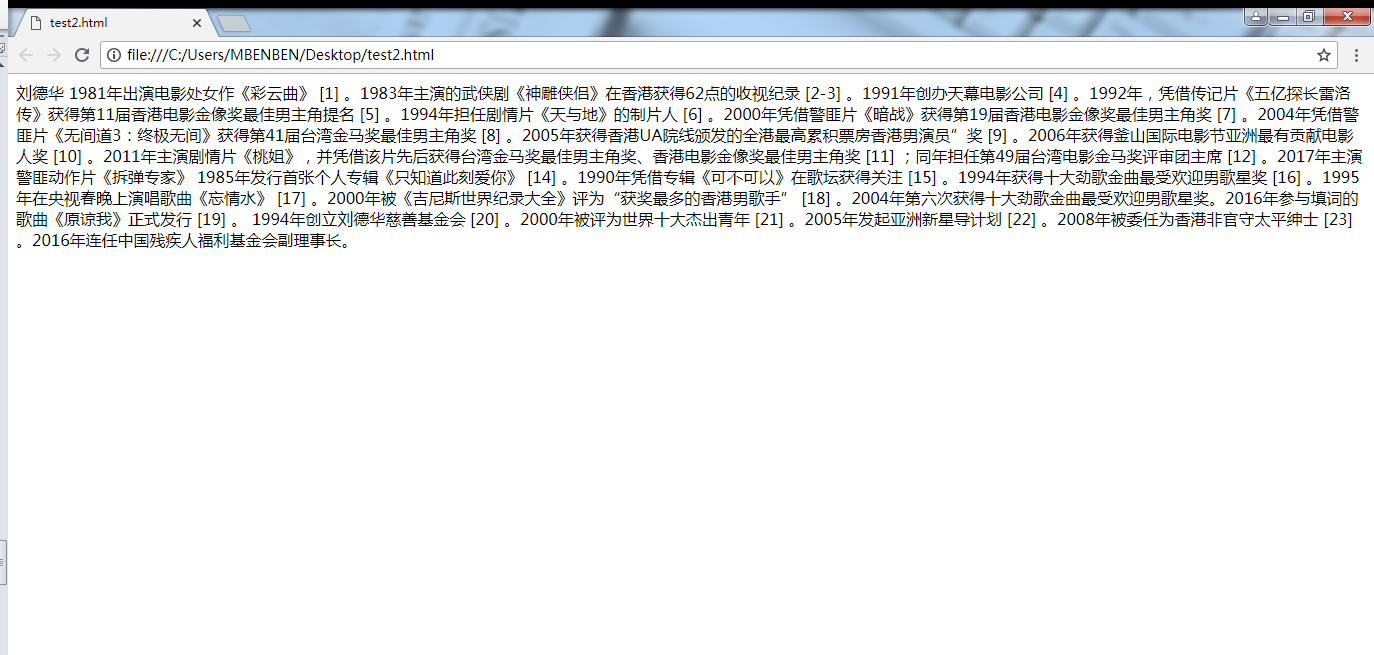 test2.html
file:///C:/Users/MBENBEN/Desktop/test2.html
刘德华 1981年出演电影处女作《彩云曲》 [1] 。1983年主演的武侠剧《神雕侠侣》在香港获得62点的收视纪录 [2-3] 。1991年创办天幕电影公司 [4] 。1992年，凭借传记片《五亿探长雷洛
传》获得第11届香港电影金像奖最佳男主角提名 [5] 。1994年担任剧情片《天与地》的制片人 [6] 。2000年凭借警匪片《暗战》获得第19届香港电影金像奖最佳男主角奖 [7] 。2004年凭借警
匪片《无间道3：终极无间》获得第41届台湾金马奖最佳男主角奖 [8] 。2005年获得香港UA院线颁发的全港最高累积票房香港男演员”奖 [9] 。2006年获得釜山国际电影节亚洲最有贡献电影
人奖 [10] 。2011年主演剧情片《桃姐》，并凭借该片先后获得台湾金马奖最佳男主角奖、香港电影金像奖最佳男主角奖 [11] ；同年担任第49届台湾电影金马奖评审团主席 [12] 。2017年主演
警匪动作片《拆弹专家》 1985年发行首张个人专辑《只知道此刻爱你》 [14] 。1990年凭借专辑《可不可以》在歌坛获得关注 [15] 。1994年获得十大劲歌金曲最受欢迎男歌星奖 [16] 。1995
年在央视春晚上演唱歌曲《忘情水》 [17] 。2000年被《吉尼斯世界纪录大全》评为“获奖最多的香港男歌手” [18] 。2004年第六次获得十大劲歌金曲最受欢迎男歌星奖。2016年参与填词的
歌曲《原谅我》正式发行 [19] 。 1994年创立刘德华慈善基金会 [20] 。2000年被评为世界十大杰出青年 [21] 。2005年发起亚洲新星导计划 [22] 。2008年被委任为香港非官守太平绅士 [23]
。2016年连任中国残疾人福利基金会副理事长。